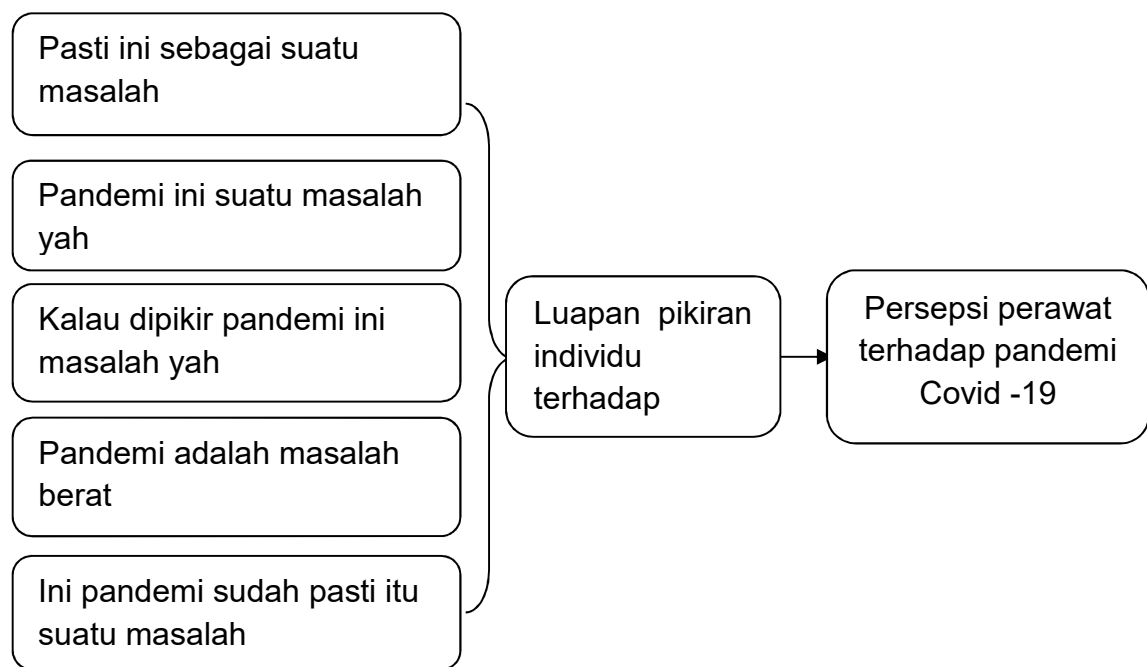 Pasti ini sebagai suatu
masalah
Pandemi ini suatu masalah
yah
Kalau dipikir pandemi ini
masalah yah
Pandemi adalah masalah
berat
Ini pandemi sudah pasti itu
suatu masalah
Luapan pikiran
individu
terhadap
Persepsi perawat
terhadap pandemi
Covid -19